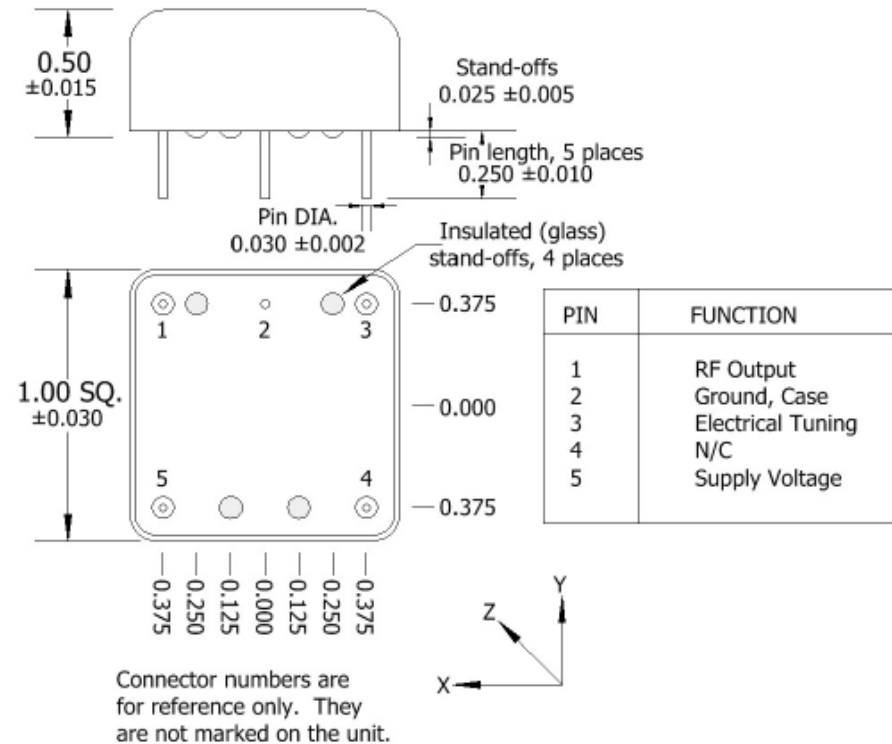 0.50
±0.015
Stand-offs
0.025 ±0.005
Pin length, 5 places
0.250 ±0.010
Pin DIA.
0.030 ±0.002
Insulated (glass)
stand-offs, 4 places
1.00 SQ.
±0.030
1 2 3
5 4
0.375
0.000
0.375
0.375 0.250 0.125 0.000 0.125 0.250 0.375
PIN FUNCTION
1 RF Output
2 Ground, Case
3 Electrical Tuning
4 N/C
5 Supply Voltage
Y
Z
X
Connector numbers are
for reference only. They
are not marked on the unit.